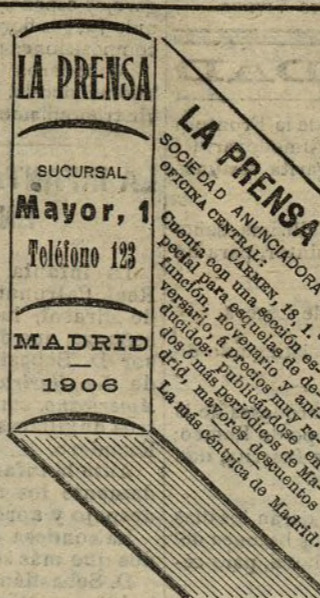 LA PRENSA
SUCURSAL
Mayor, 1
Teléfono 123
MADRID
1906
LA PRENSA
SOCIEDAD ANUNCIADORA
OFICINA CENTRAL:
CARMEN, 18, 1.
Cuenta con una sección es-
pecial para esquelas de de-
función, novenario y ani-
versario, á precios muy re-
ducidos: publicándose en
dos ó más periódicos de Ma-
drid, mayores descuentos
La más céntrica de Madrid.